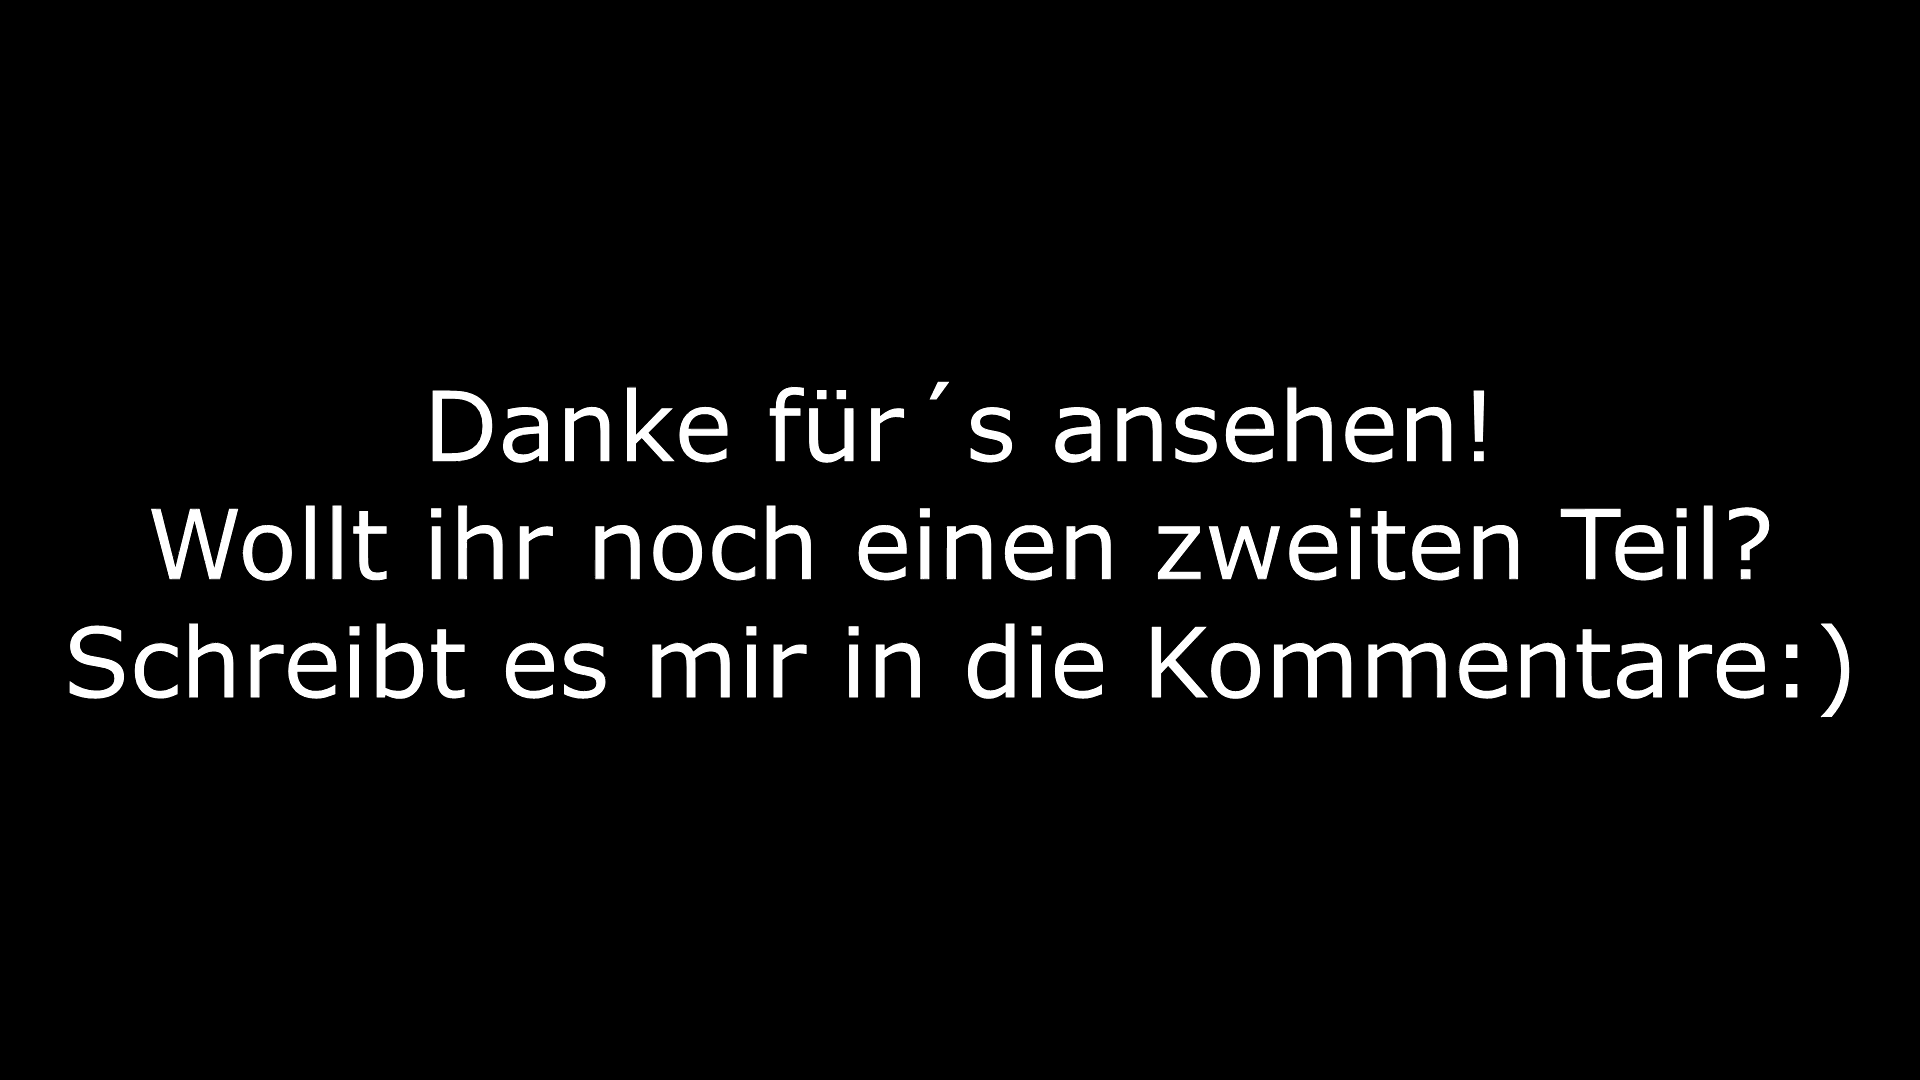 Danke für´s ansehen!
Wollt ihr noch einen zweiten Teil?
Schreibt es mir in die Kommentare:)